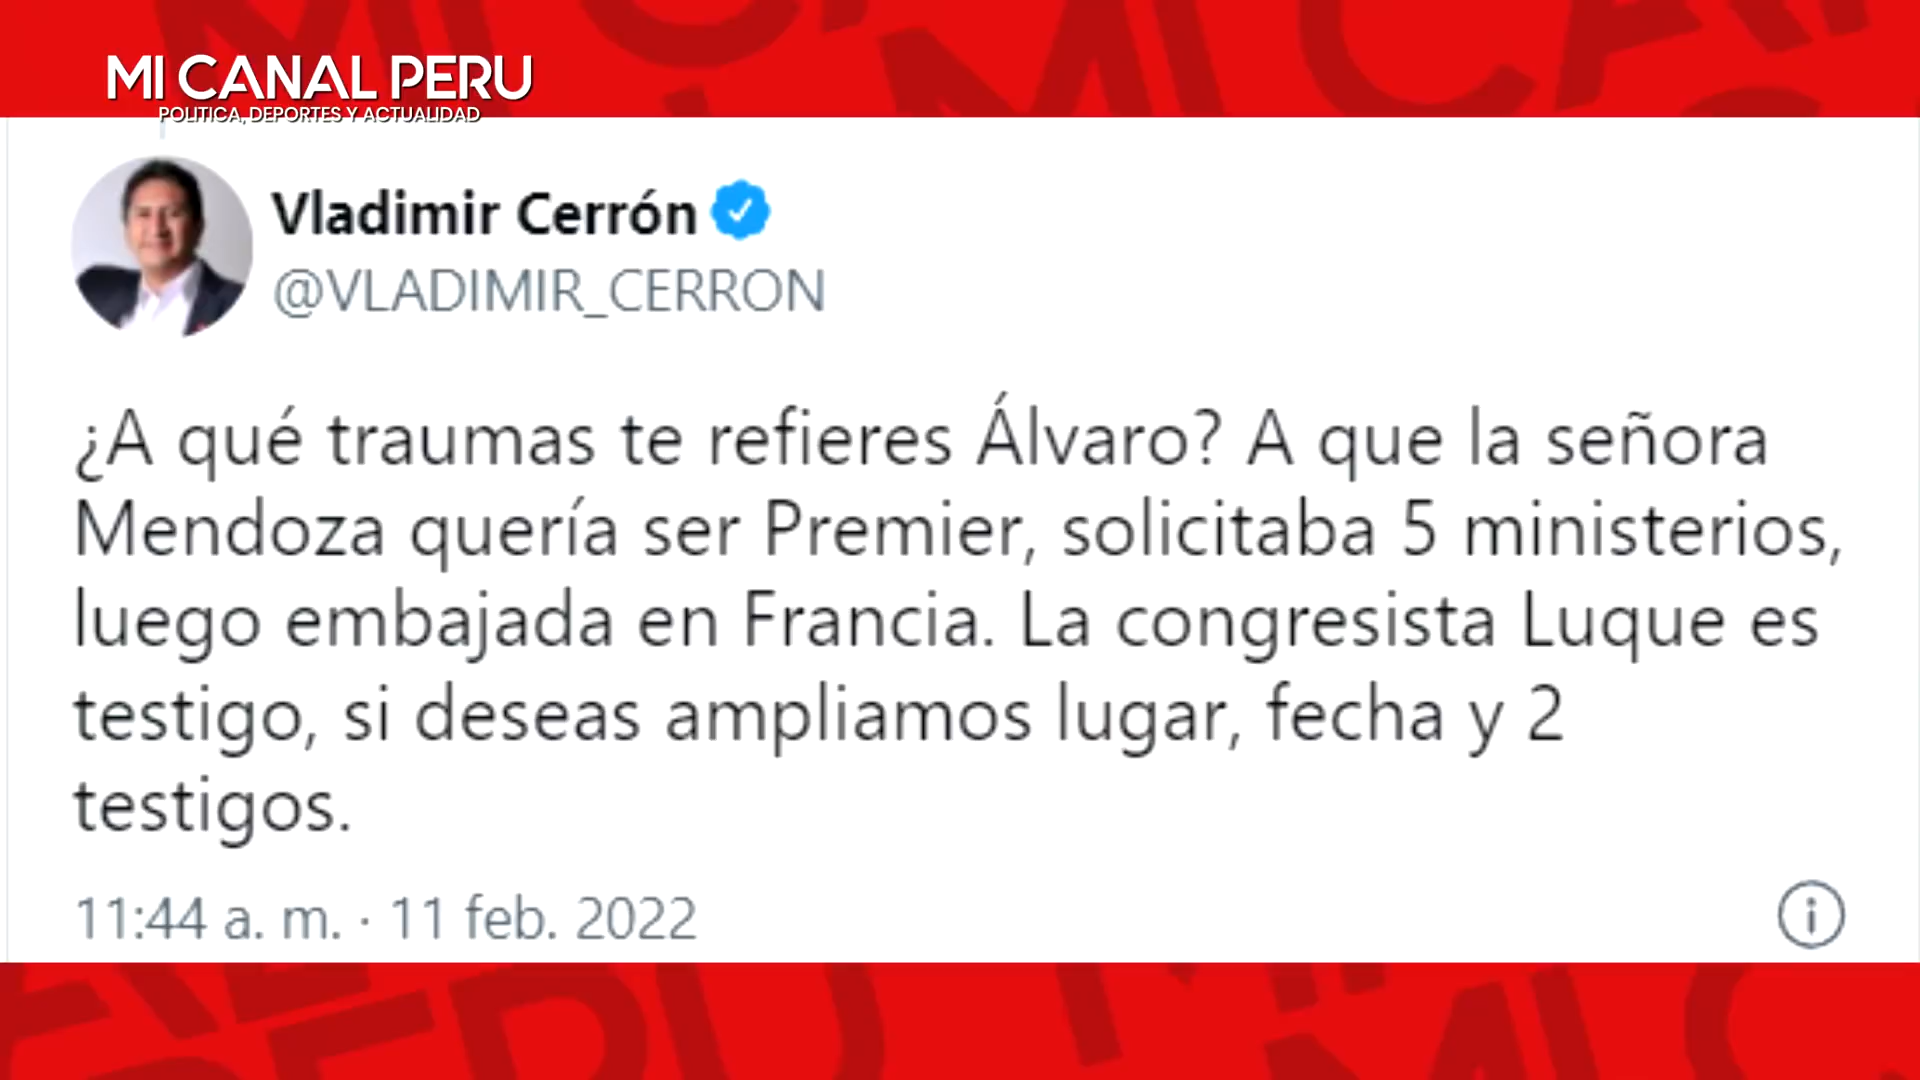 MI CANAL PERU
POLITICA, DEPORTES Y ACTUALIDAD
Vladimir Cerrón
@VLADIMIR_CERRON
¿A qué traumas te refieres Álvaro? A que la señora
Mendoza quería ser Premier, solicitaba 5 ministerios,
luego embajada en Francia. La congresista Luque es
testigo, si deseas ampliamos lugar, fecha y 2
testigos.
11:44 a. m. · 11 feb. 2022